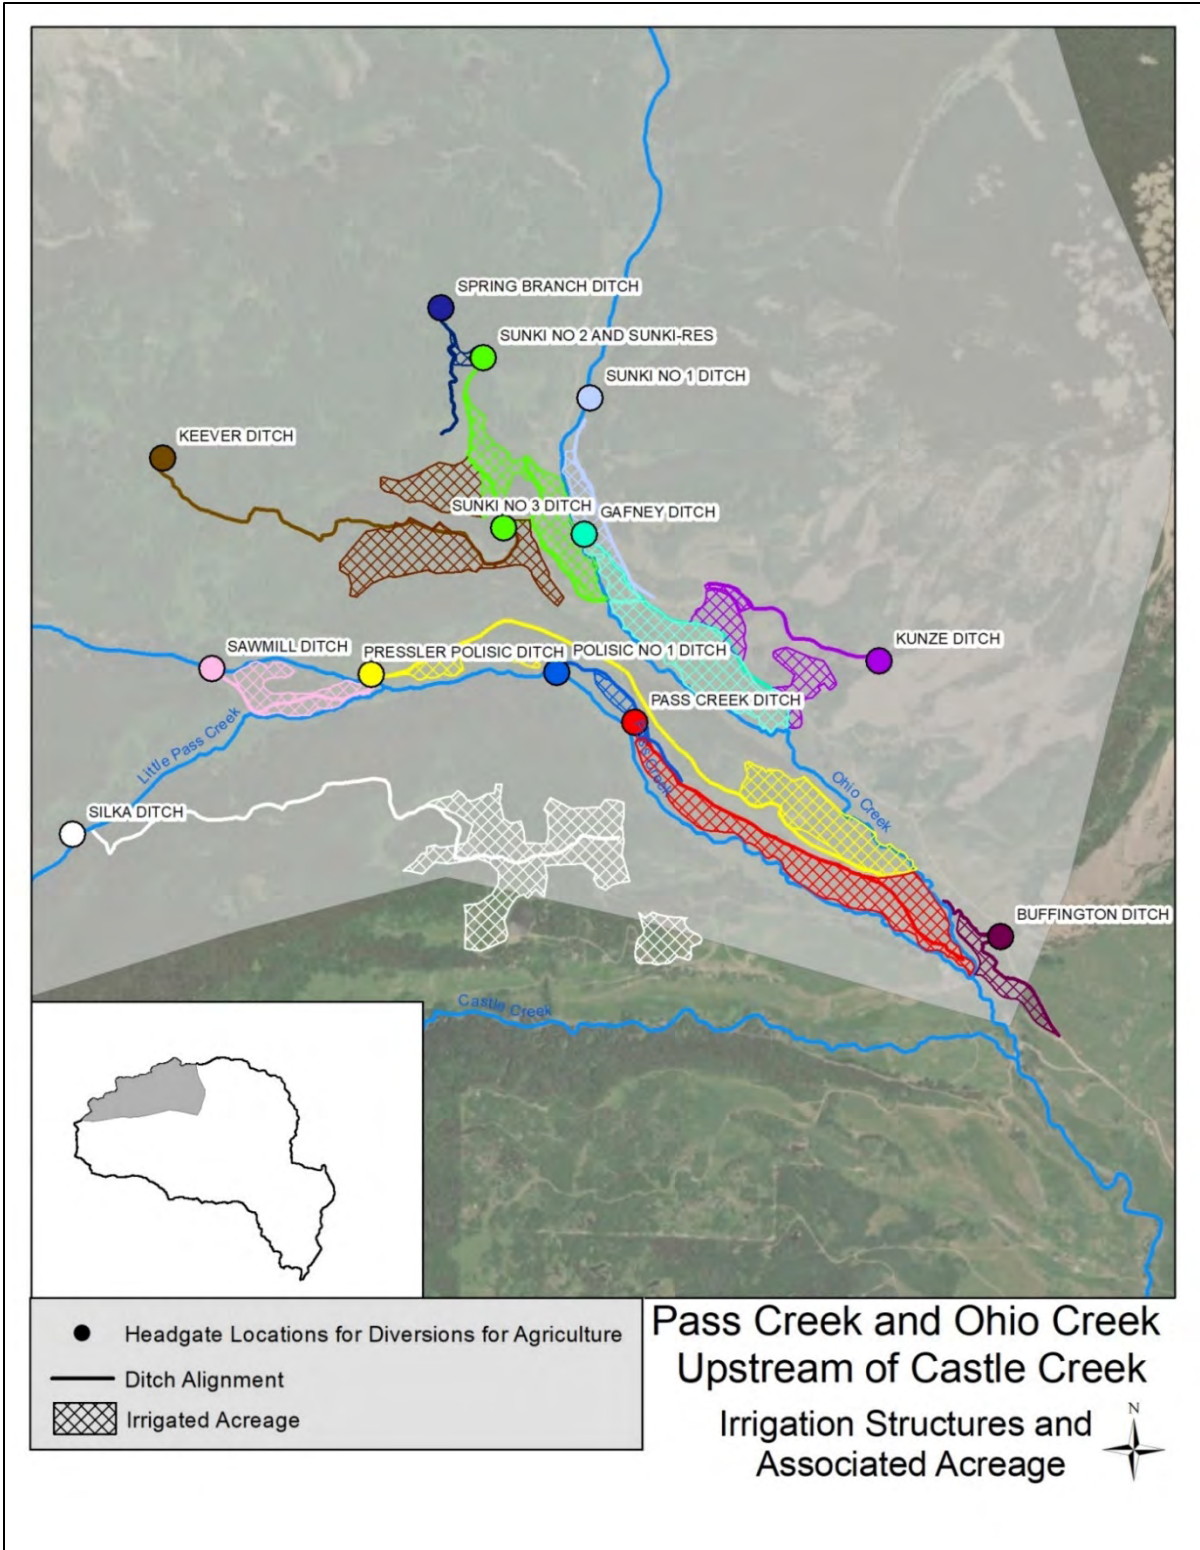 SPRING BRANCH DITCH
SUNKI NO 2 AND SUNKI-RES
SUNKI NO 1 DITCH
KEEVER DITCH
SUNKI NO 3 DITCH
GAFNEY DITCH
KUNZE DITCH
SAWMILL DITCH
PRESSLER POLISIC DITCH
POLISIC NO 1 DITCH
PASS CREEK DITCH
Little Pass Creek
Ohio Creek
SILKA DITCH
BUFFINGTON DITCH
Castle Creek
Headgate Locations for Diversions for Agriculture
Ditch Alignment
Irrigated Acreage
Pass Creek and Ohio Creek
Upstream of Castle Creek
Irrigation Structures and
Associated Acreage
N